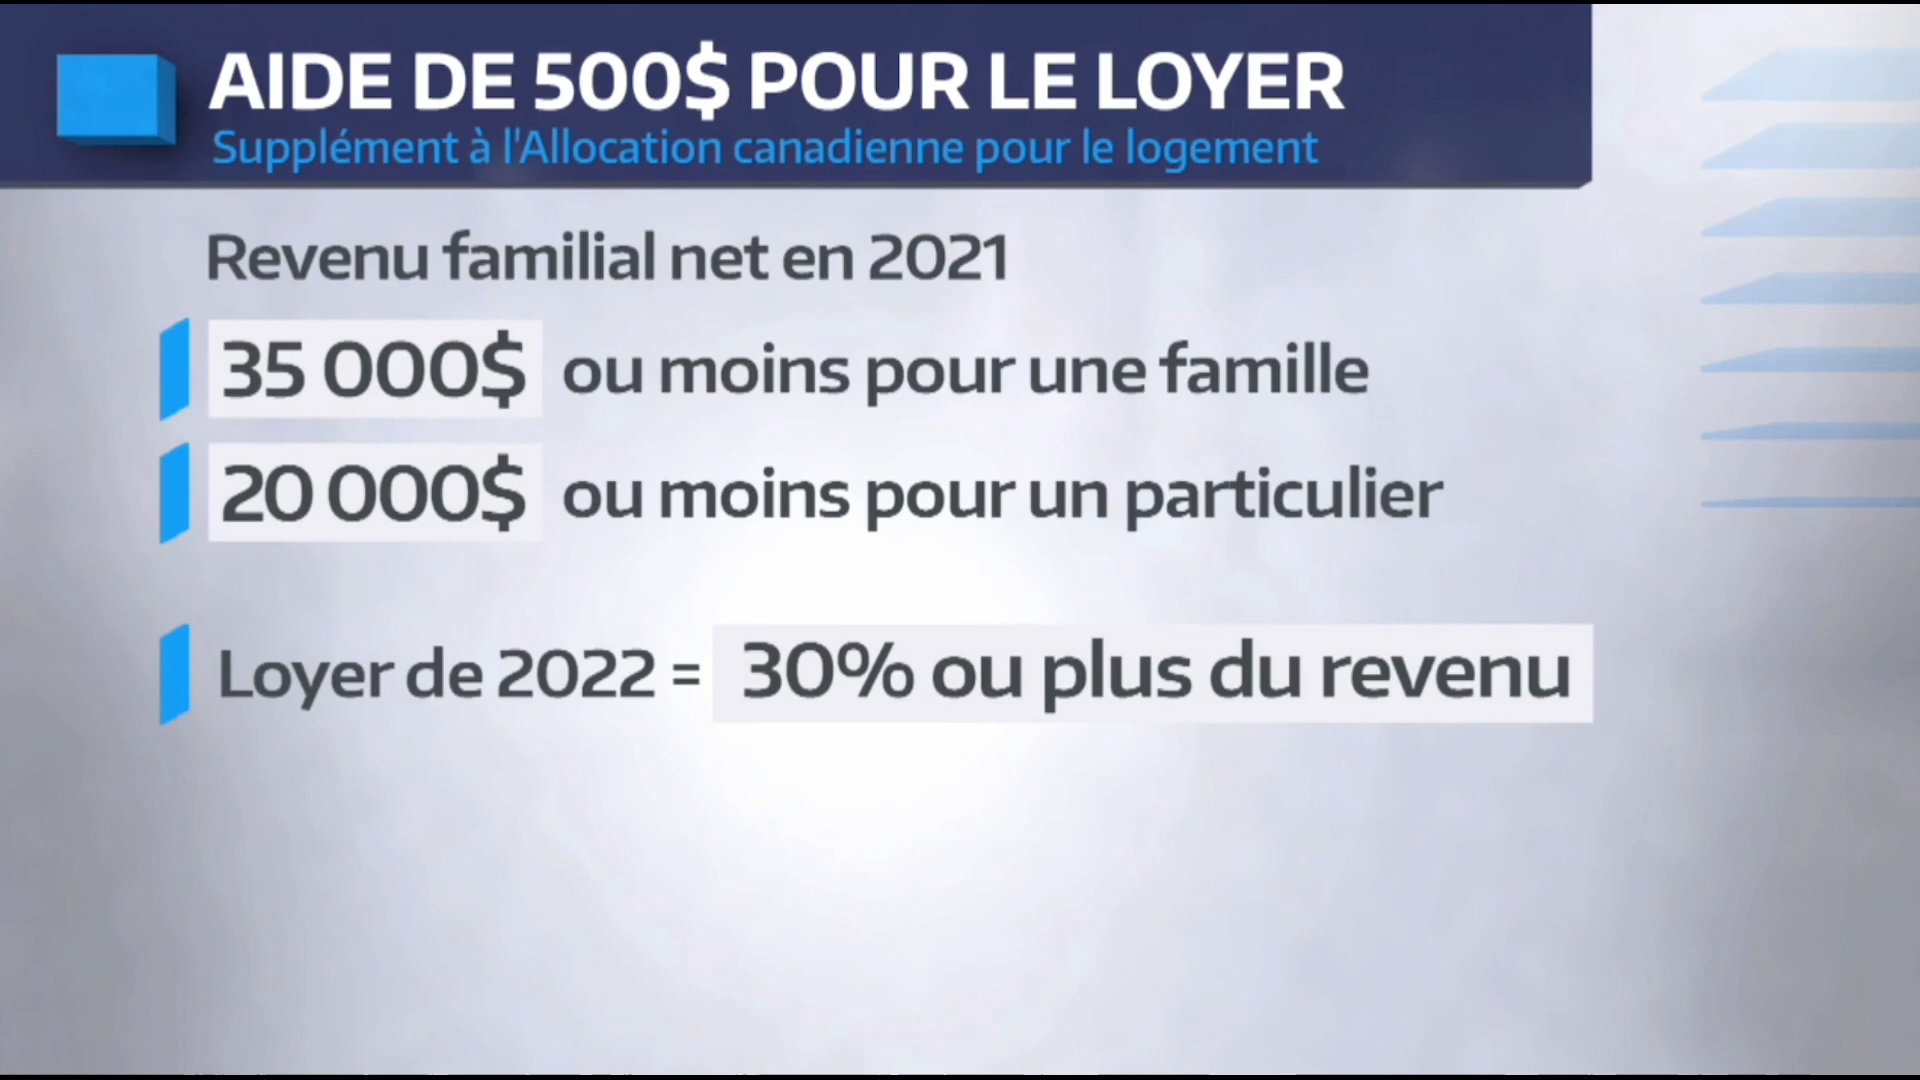 AIDE DE 500$ POUR LE LOYER
Supplément à l'Allocation canadienne pour le logement
Revenu familial net en 2021
35 000$ ou moins pour une famille
20 000$ ou moins pour un particulier
Loyer de 2022 = 30% ou plus du revenu